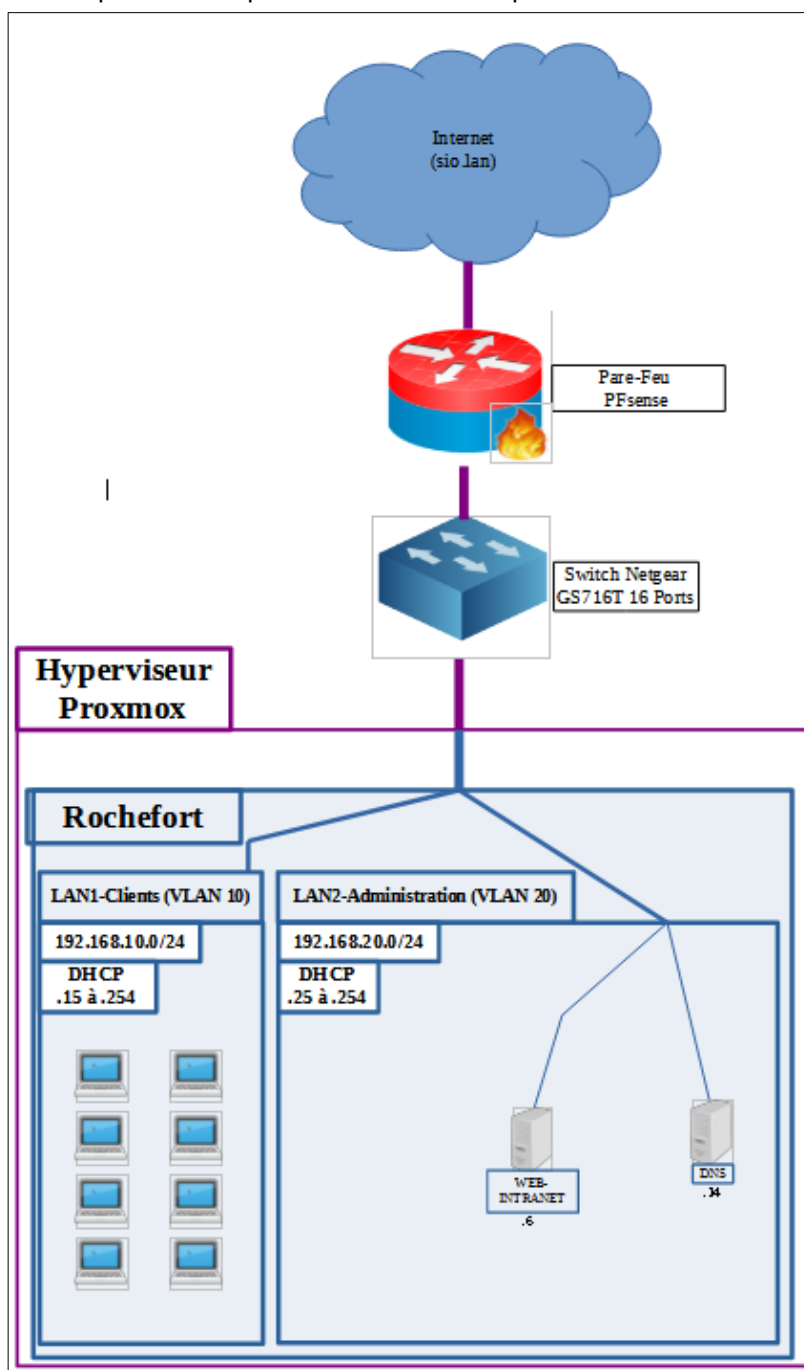 Internet
(sio.lan)
Pare-Feu
PFsense
Switch Netgear
GS716T 16 Ports
Hyperviseur
Proxmox
Rochefort
LAN1-Clients (VLAN 10)
192.168.10.0/24
DHCP
.15 à .254
LAN2-Administration (VLAN 20)
192.168.20.0/24
DHCP
.25 à .254
WEB-
INTRANET
.6
DNS
.14